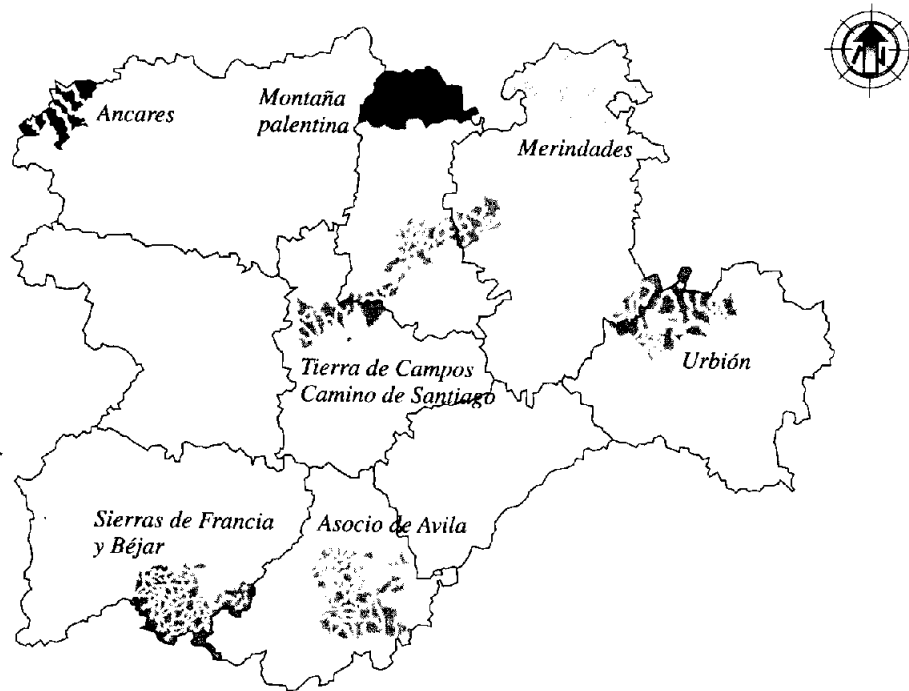 Ancares
Montaña
palentina
Merindades
Tierra de Campos
Camino de Santiago
Urbión
Sierras de Francia
y Béjar
Asocio de Avila